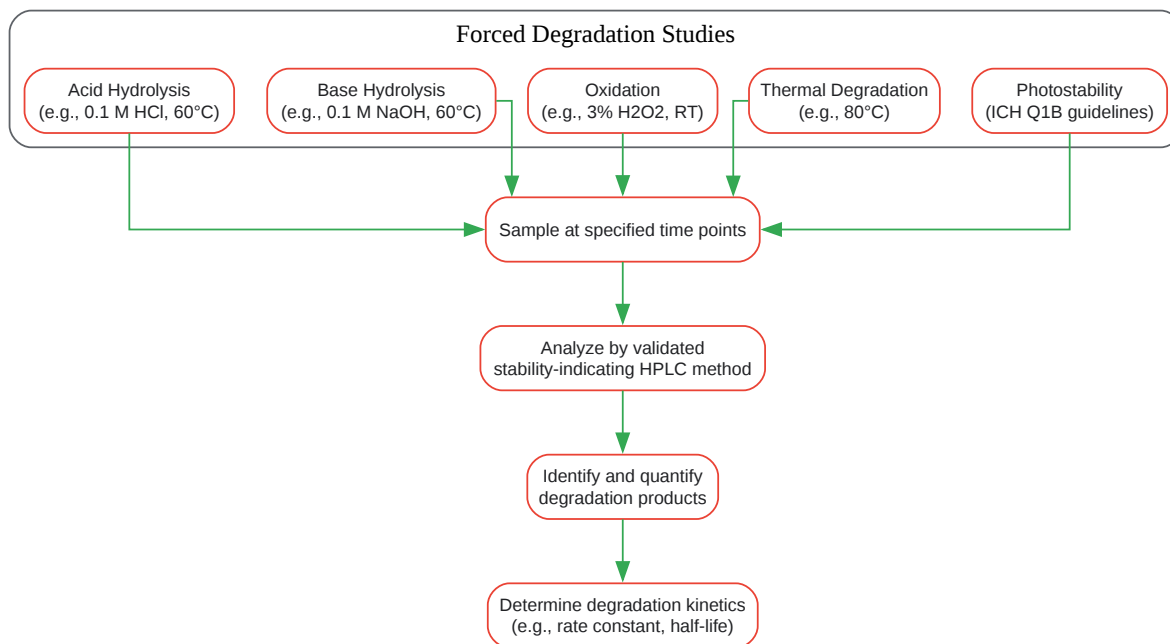 Forced Degradation Studies
Acid Hydrolysis
(e.g., 0.1 M HCl, 60°C)
Base Hydrolysis
(e.g., 0.1 M NaOH, 60°C)
Oxidation
(e.g., 3% H2O2, RT)
Thermal Degradation
(e.g., 80°C)
Photostability
(ICH Q1B guidelines)
Sample at specified time points
Analyze by validated
stability-indicating HPLC method
Identify and quantify
degradation products
Determine degradation kinetics
(e.g., rate constant, half-life)